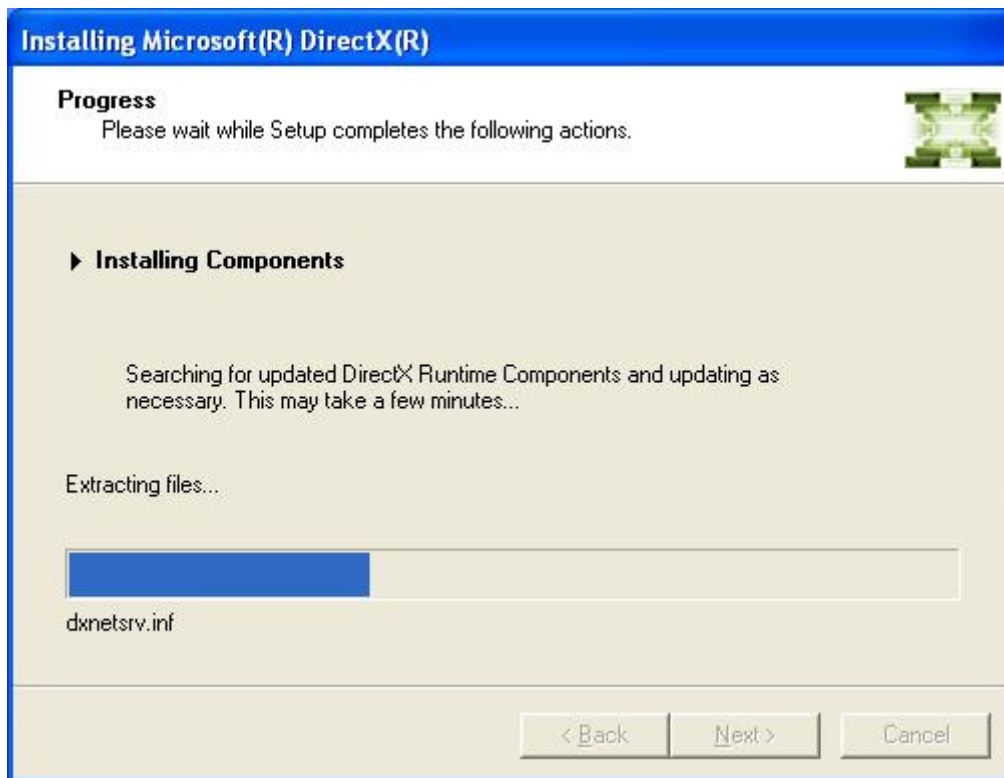 Installing Microsoft(R) DirectX(R)
Progress
Please wait while Setup completes the following actions.
Installing Components
Searching for updated DirectX Runtime Components and updating as
necessary. This may take a few minutes...
Extracting files...
dxnetsrv.inf
< Back
Next >
Cancel